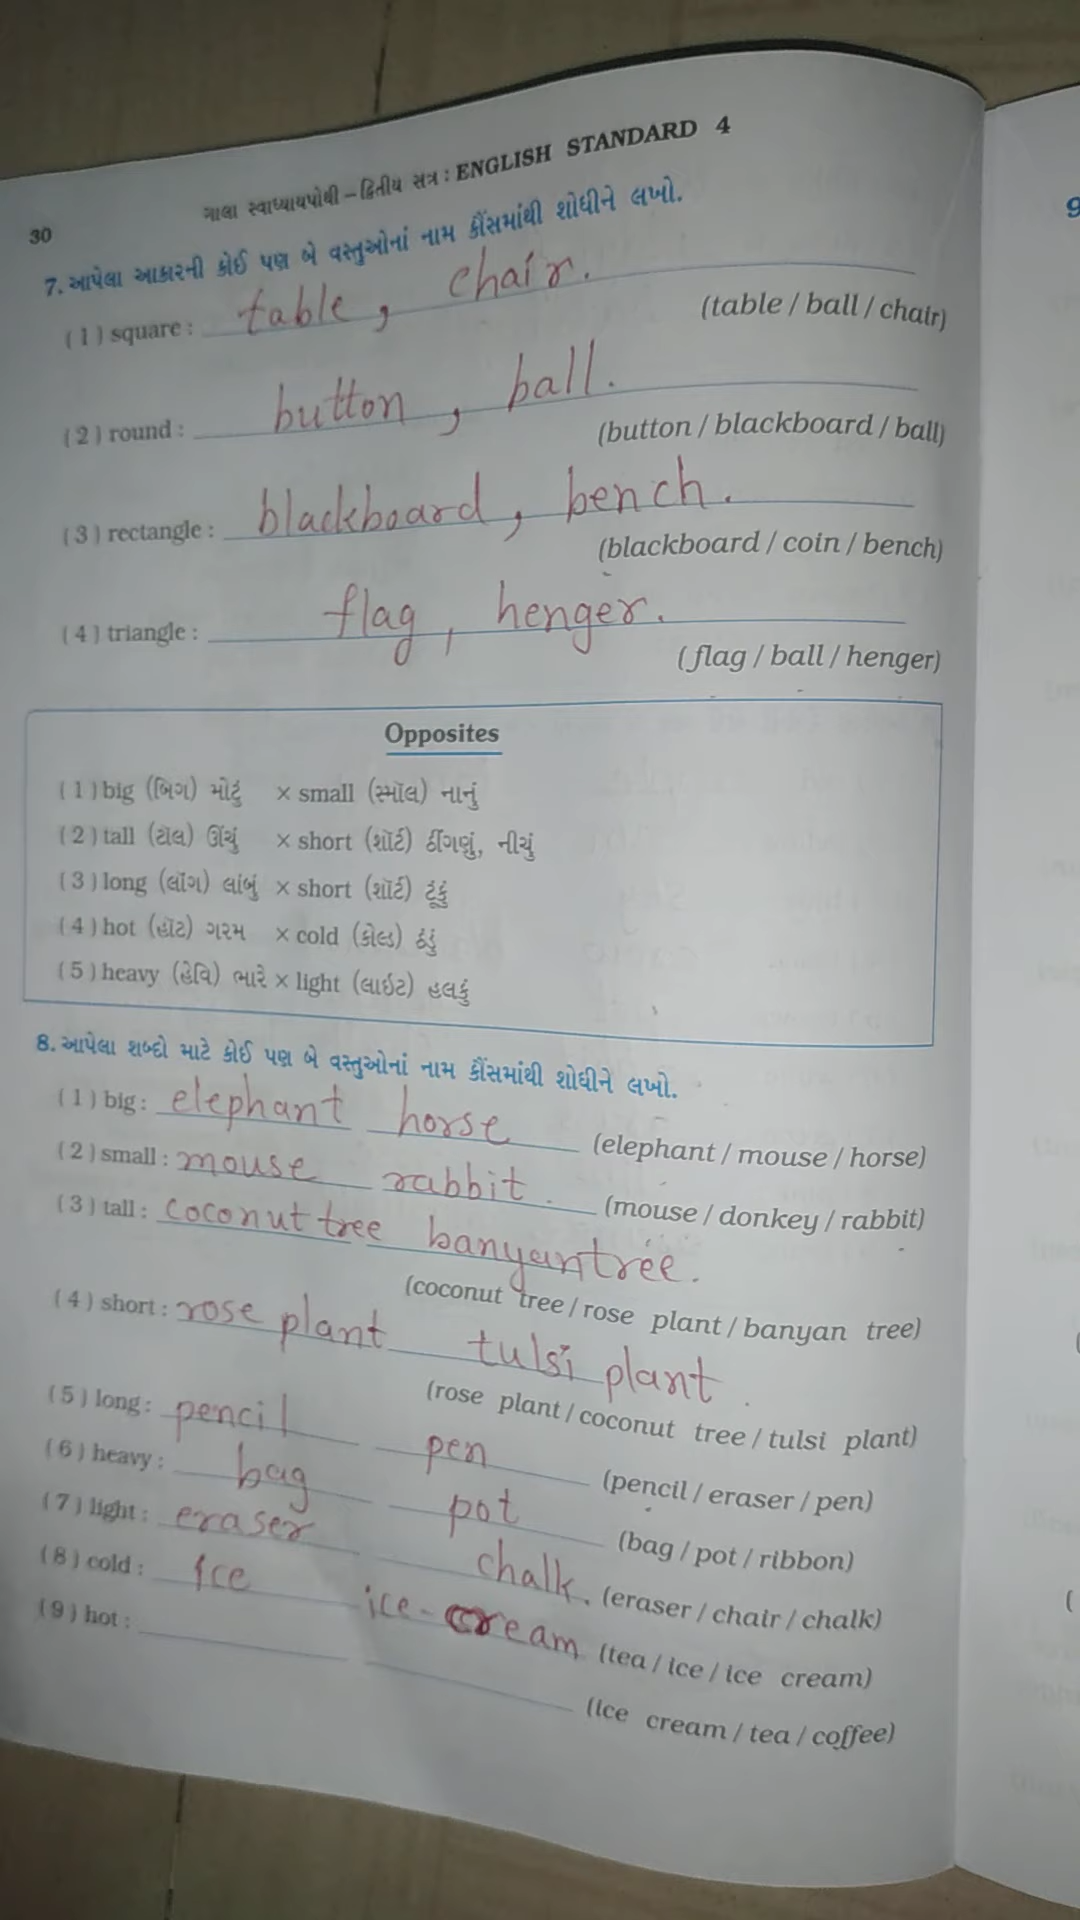 30
ગાલા સ્વાધ્યાયપોથી – દ્વિતીય સત્ર : ENGLISH STANDARD 4
7. આપેલા આકારની કોઈ પણ બે વસ્તુઓનાં નામ કૌંસમાંથી શોધીને લખો.
(1) square : table, chair.
(table / ball / chair)
(2) round : button, ball.
(button / blackboard / ball)
(3) rectangle : blackboard, bench.
(blackboard / coin / bench)
(4) triangle : flag, henger.
(flag / ball / henger)
Opposites
(1) big (બિગ) મોટું × small (સ્મૉલ) નાનું
(2) tall (ટૉલ) ઊંચું × short (શૉર્ટ) ઠીંગણું, નીચું
(3) long (લૉંગ) લાંબું × short (શૉર્ટ) ટૂંકું
(4) hot (હૉટ) ગરમ × cold (કોલ્ડ) ઠંડું
(5) heavy (હેવિ) ભારે × light (લાઇટ) હલકું
8. આપેલા શબ્દો માટે કોઈ પણ બે વસ્તુઓનાં નામ કૌંસમાંથી શોધીને લખો.
(1) big : elephant horse (elephant / mouse / horse)
(2) small : mouse rabbit. (mouse / donkey / rabbit)
(3) tall : coconut tree banyantree.
(coconut tree / rose plant / banyan tree)
(4) short : rose plant tulsi plant.
(rose plant / coconut tree / tulsi plant)
(5) long : pencil pen (pencil / eraser / pen)
(6) heavy : bag pot (bag / pot / ribbon)
(7) light : eraser chalk. (eraser / chair / chalk)
(8) cold : ice ice-cream (tea / ice / ice cream)
(9) hot : (ice cream / tea / coffee)
9